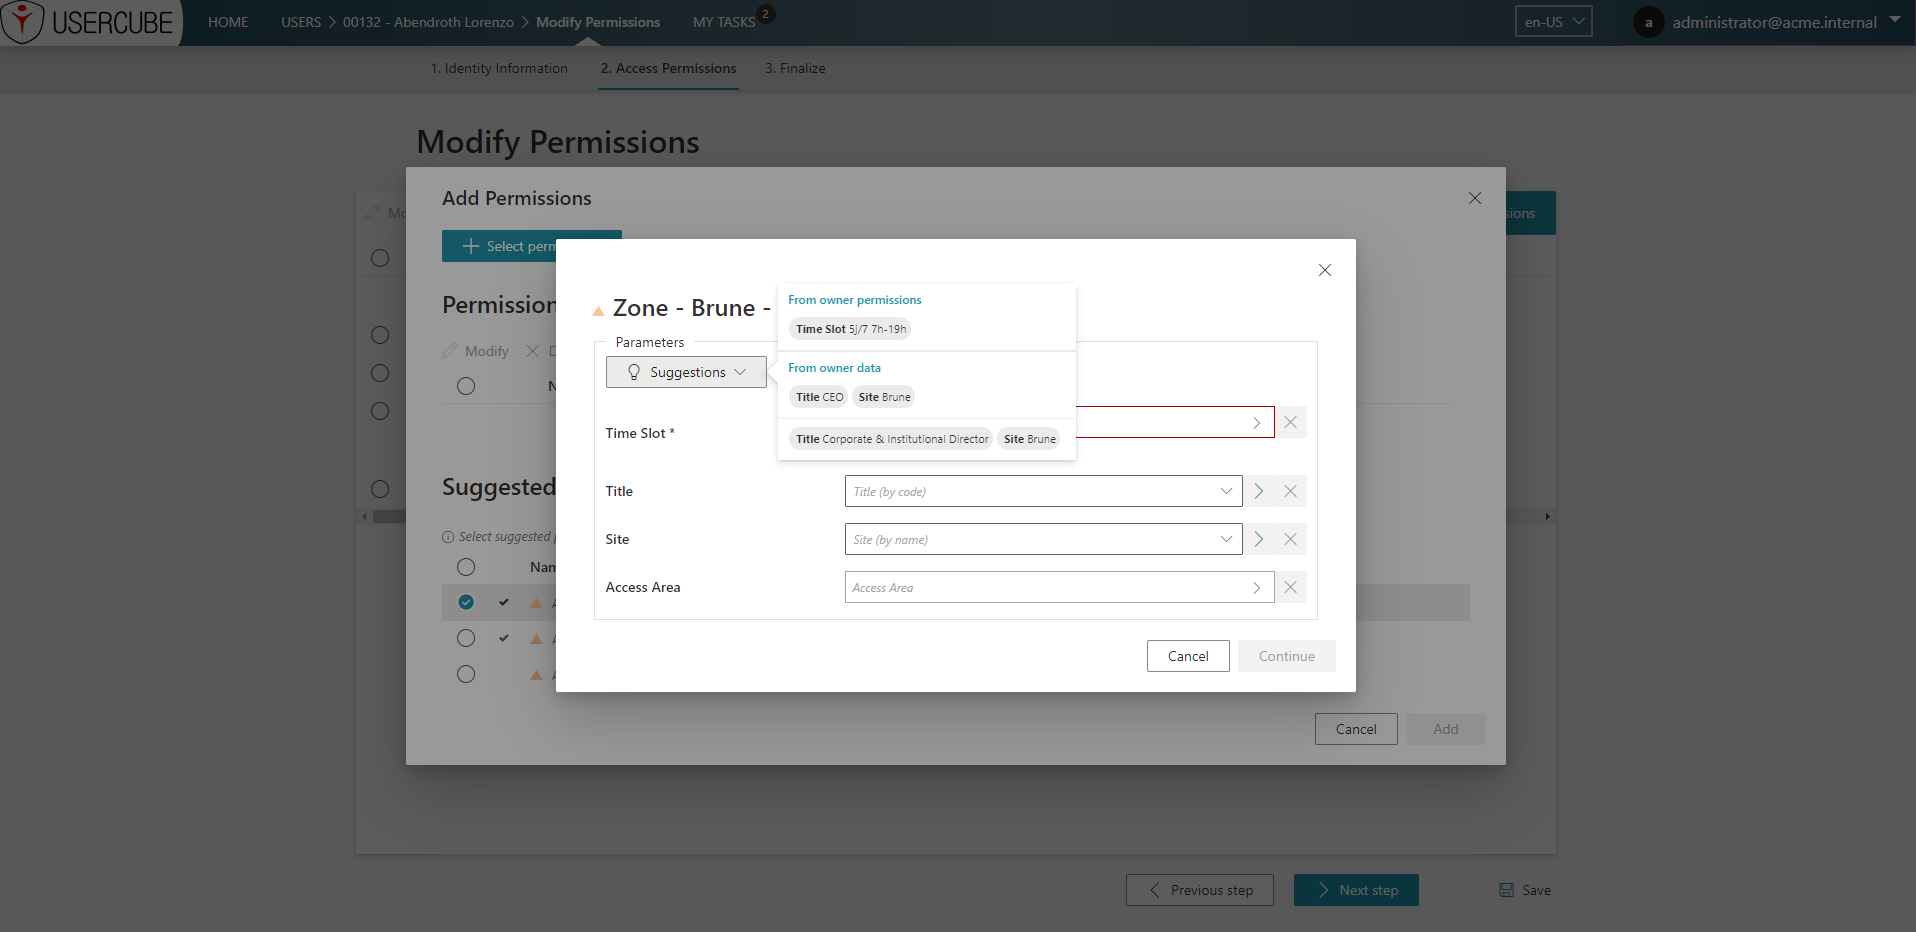 USERCUBE
HOME
USERS > 00132 - Abendroth Lorenzo > Modify Permissions
MY TASKS 2
en-US
a administrator@acme.internal
1. Identity Information
2. Access Permissions
3. Finalize
Modify Permissions
Add Permissions
Select
Permission
Modify
Suggested
Select suggested
Zone - Brune -
Parameters
Suggestions
From owner permissions
Time Slot 5j/7 7h-19h
From owner data
Title CEO Site Brune
Title Corporate & Institutional Director Site Brune
Time Slot *
Title
Title (by code)
Site
Site (by name)
Access Area
Access Area
Cancel
Continue
Cancel
Add
Previous step
Next step
Save